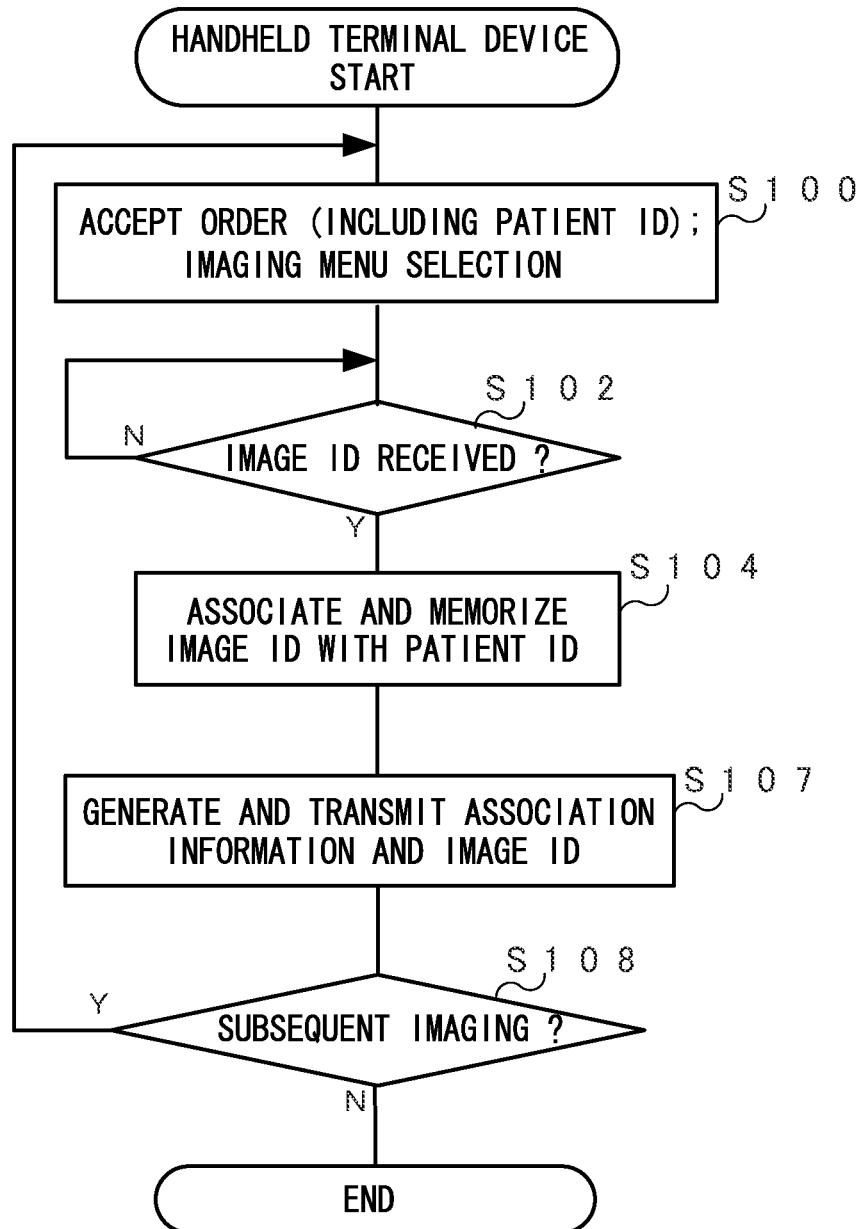 HANDHELD TERMINAL DEVICE
START
S100
ACCEPT ORDER (INCLUDING PATIENT ID);
IMAGING MENU SELECTION
S102
N
IMAGE ID RECEIVED ?
Y
S104
ASSOCIATE AND MEMORIZE
IMAGE ID WITH PATIENT ID
S107
GENERATE AND TRANSMIT ASSOCIATION
INFORMATION AND IMAGE ID
S108
Y
SUBSEQUENT IMAGING ?
N
END